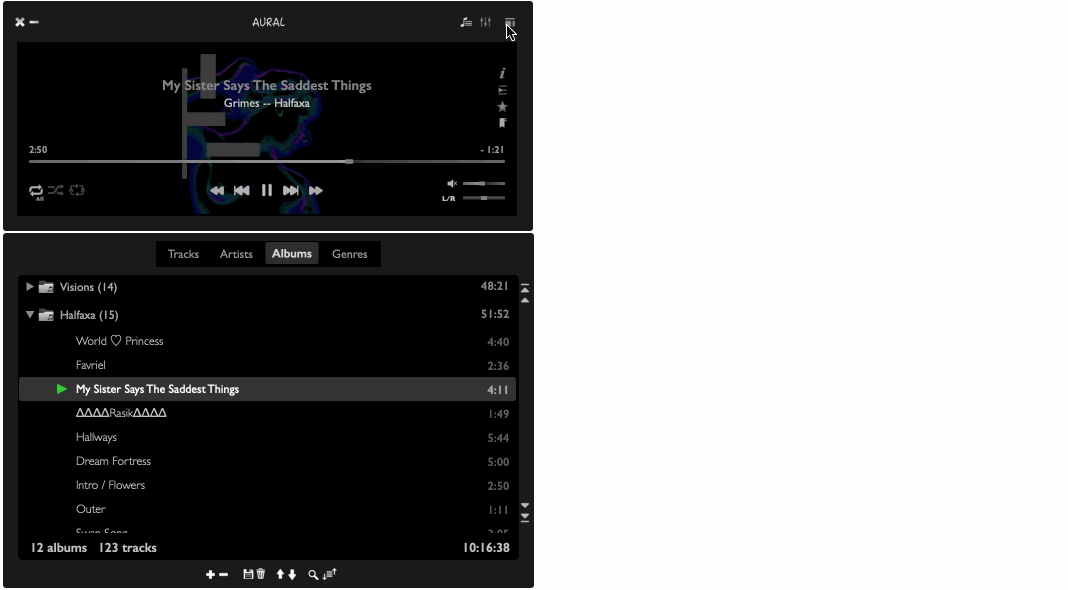 AURAL
My Sister Says The Saddest Things
Grimes -- Halfaxa
2:50 - 1:21
All
L/R
Tracks Artists Albums Genres
Visions (14) 48:21
Halfaxa (15) 51:52
World ♡ Princess 4:40
Favriel 2:36
My Sister Says The Saddest Things 4:11
∆∆∆∆Rasik∆∆∆∆ 1:49
Hallways 5:44
Dream Fortress 5:00
Intro / Flowers 2:50
Outer 1:11
Swan Song
12 albums 123 tracks 10:16:38